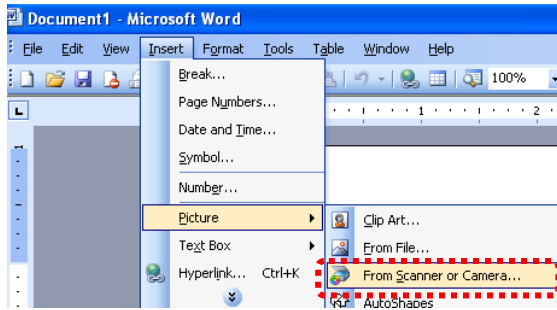 Document1 - Microsoft Word
File Edit View Insert Format Tools Table Window Help
100%
Break...
Page Numbers...
1 2
Date and Time...
Symbol...
Number...
Picture
Clip Art...
Text Box
From File...
Hyperlink... Ctrl+K
From Scanner or Camera...
AutoShapes